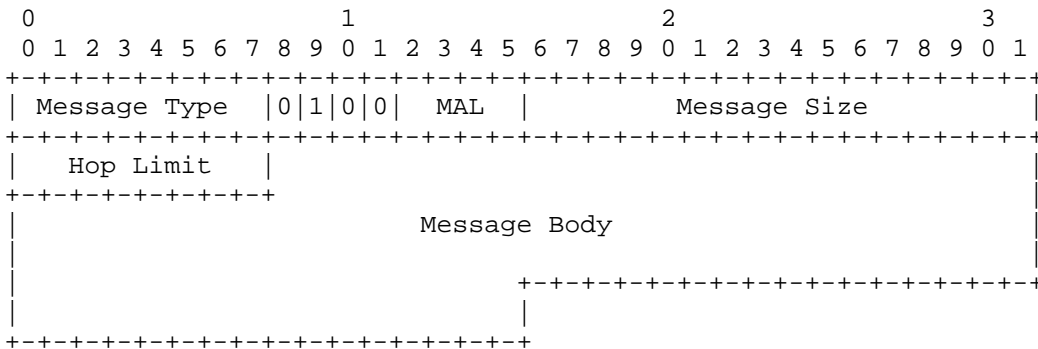 0                   1                   2                   3
 0 1 2 3 4 5 6 7 8 9 0 1 2 3 4 5 6 7 8 9 0 1 2 3 4 5 6 7 8 9 0 1
+-+-+-+-+-+-+-+-+-+-+-+-+-+-+-+-+-+-+-+-+-+-+-+-+-+-+-+-+-+-+-+-+
| Message Type  |0|1|0|0|  MAL  |         Message Size          |
+-+-+-+-+-+-+-+-+-+-+-+-+-+-+-+-+-+-+-+-+-+-+-+-+-+-+-+-+-+-+-+-+
|   Hop Limit   |                                               |
+-+-+-+-+-+-+-+-+                                               |
|                         Message Body                          |
|                                                               |
|                               +-+-+-+-+-+-+-+-+-+-+-+-+-+-+-+-+
|                               |
+-+-+-+-+-+-+-+-+-+-+-+-+-+-+-+-+